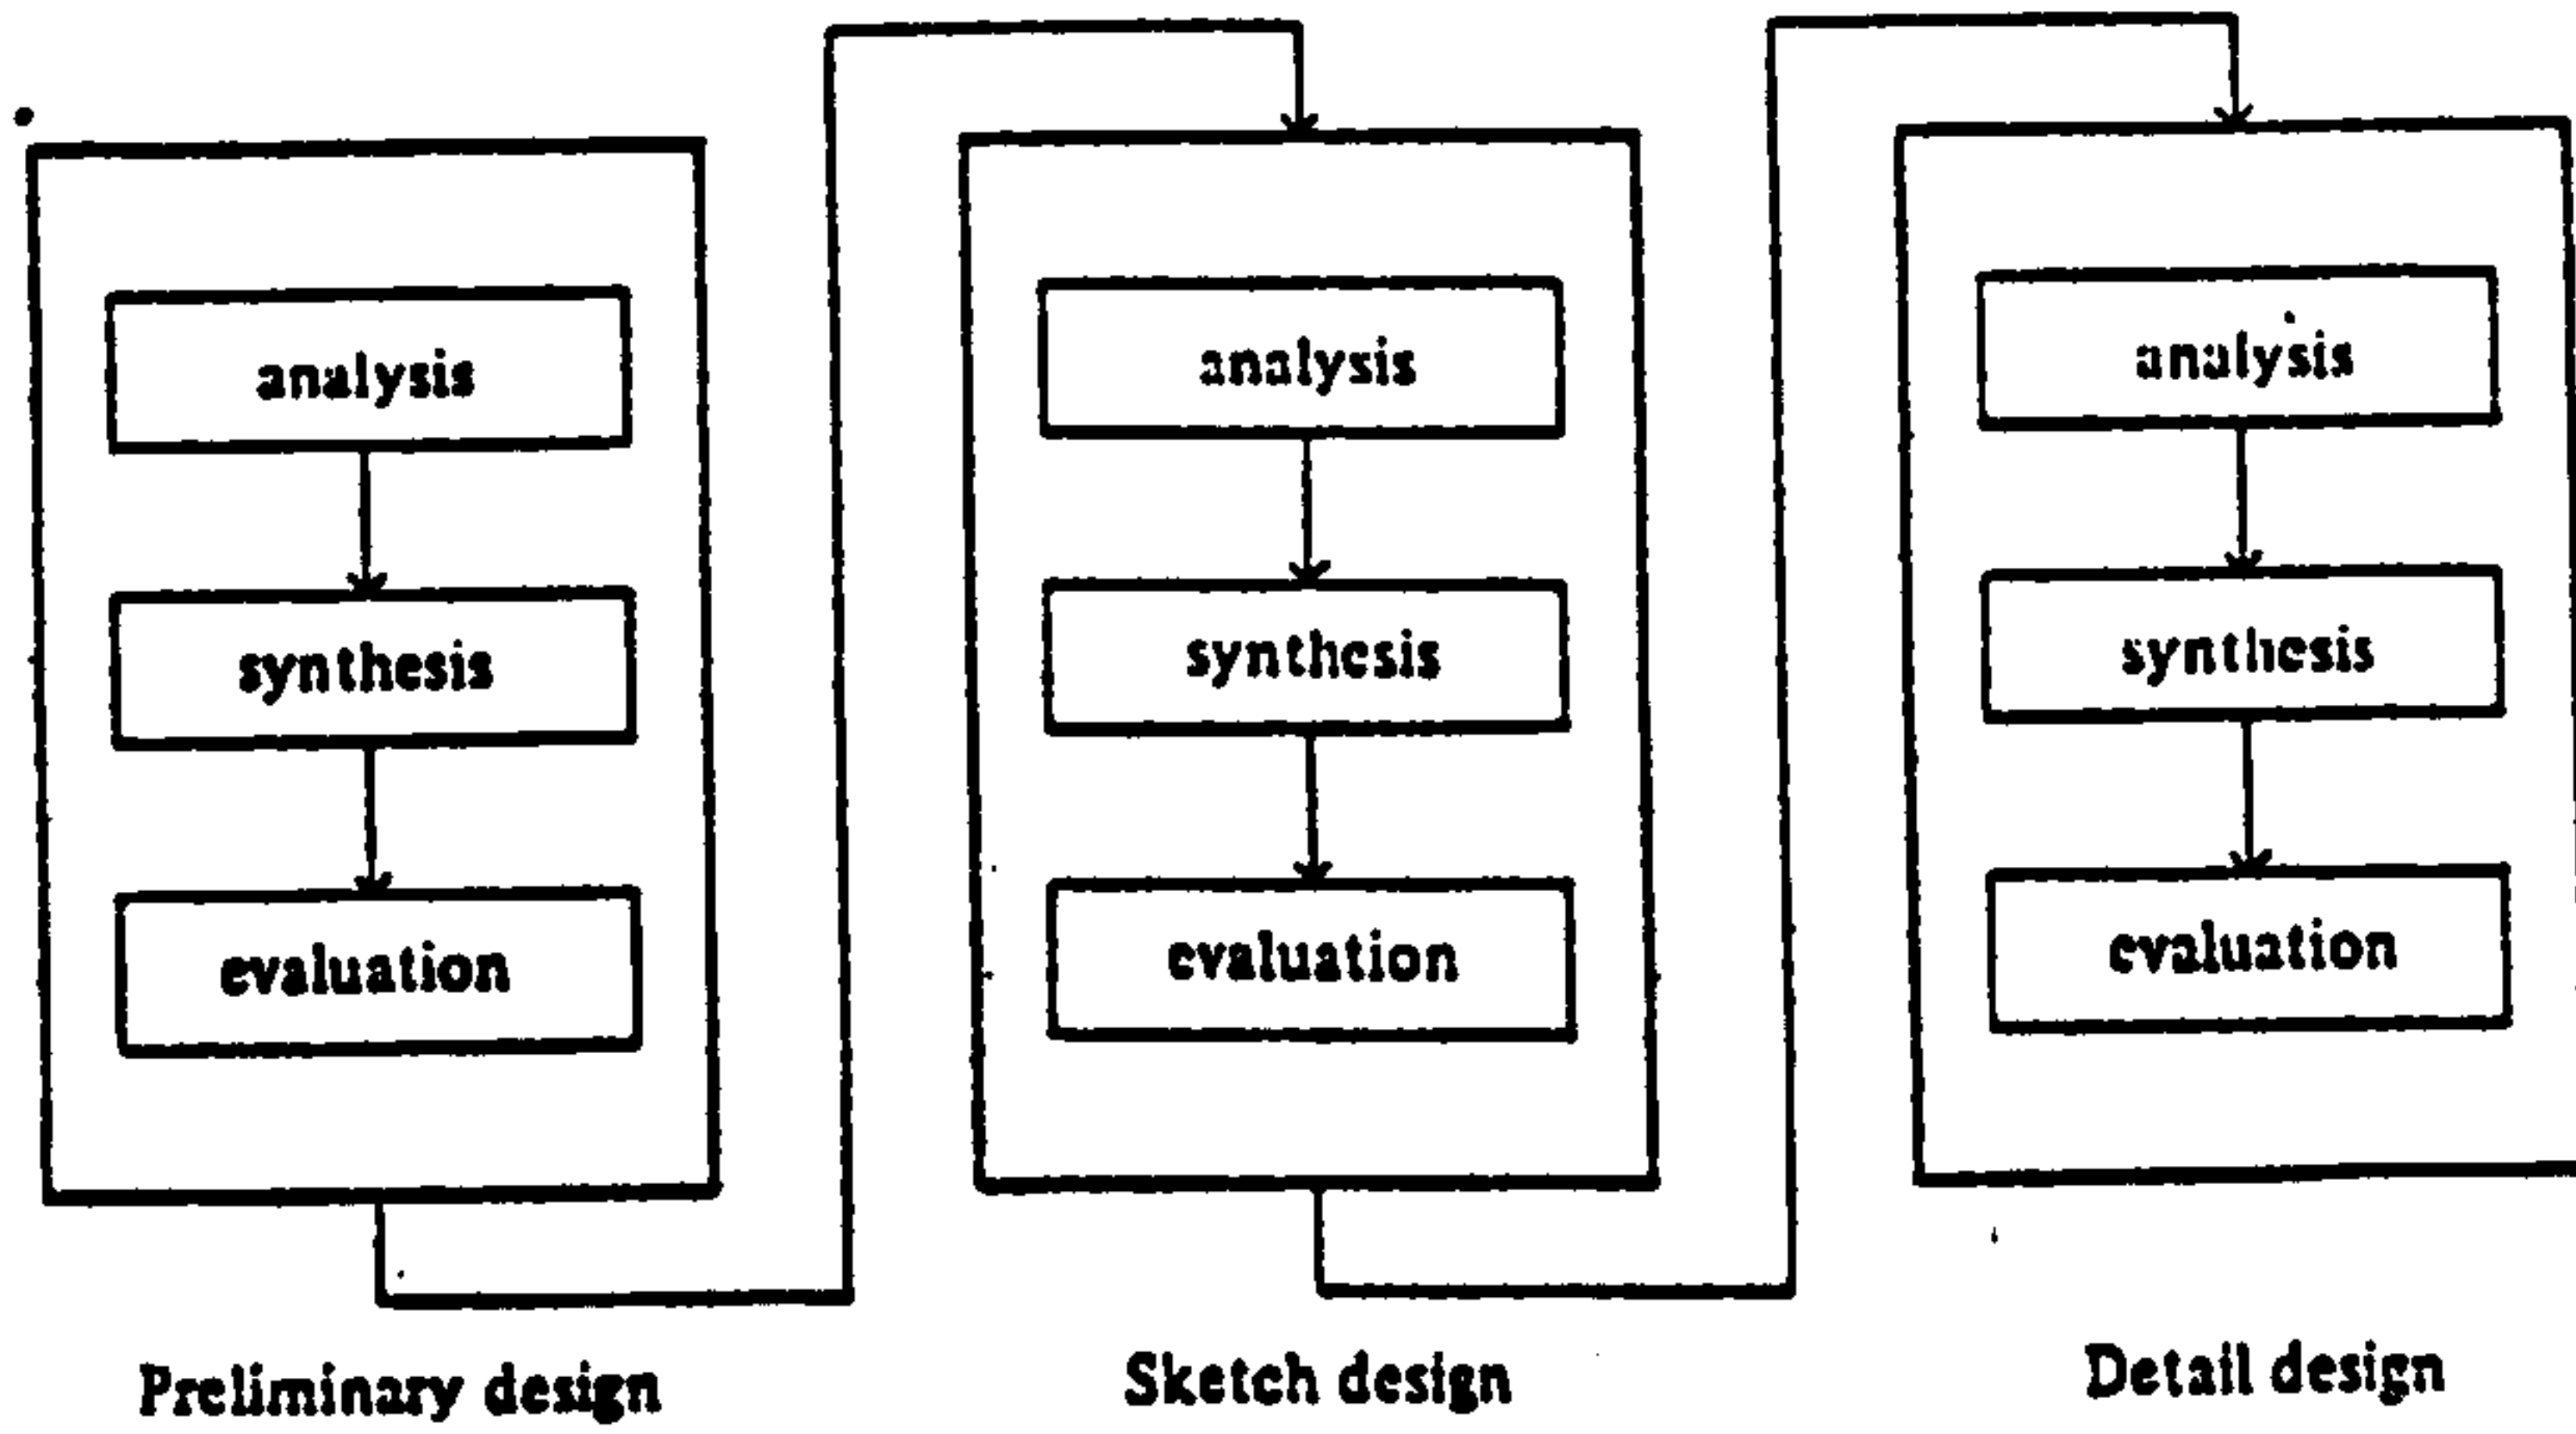 analysis
synthesis
evaluation
Preliminary design
analysis
synthesis
evaluation
Sketch design
analysis
synthesis
evaluation
Detail design